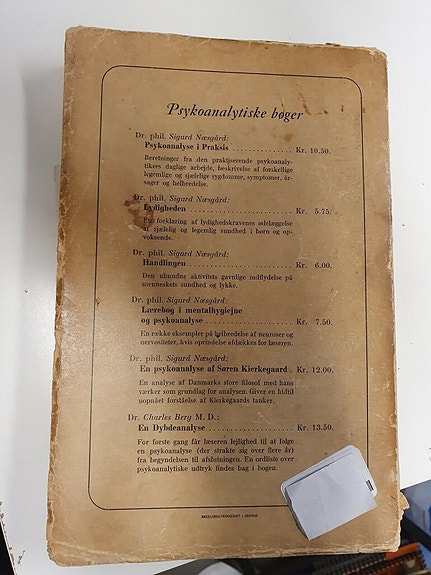 Psykoanalytiske bøger
Dr. phil. Sigurd Næsgård:
Psykoanalyse i Praksis ............... Kr. 10.50.
Beretninger fra den praktiserende psykoanaly-
tikers daglige arbejde, beskrivelse af forskellige
legemlige og sjælelige sygdomme, symptomer, år-
sager og helbredelse.
Dr. phil. Sigurd Næsgård:
Lydigheden ......................... Kr. 5.75.
En forklaring af lydighedskravenes ødelæggelse
af sjælelig og legemlig sundhed i børn og op-
voksende.
Dr. phil. Sigurd Næsgård:
Handlingen ......................... Kr. 6.00.
Den ubundne aktivitets gavnlige indflydelse på
menneskets sundhed og lykke.
Dr. phil. Sigurd Næsgård:
Lærebog i mentalhygiejne
og psykoanalyse ...................... Kr. 7.50.
En række eksempler på helbredelse af neuroser og
nervøsiteter, hvis oprindelse afdækkes for læseren.
Dr. phil. Sigurd Næsgård:
En psykoanalyse af Søren Kierkegaard . Kr. 12.00.
En analyse af Danmarks store filosof med hans
værker som grundlag for analysen. Giver en hidtil
uopnået forståelse af Kierkegaards tanker.
Dr. Charles Berg M. D.:
En Dybdeanalyse .................... Kr. 13.50.
For første gang får læseren lejlighed til at følge
en psykoanalyse (der strakte sig over flere år)
fra begyndelsen til afslutningen. En ordliste over
psykoanalytiske udtryk findes bag i bogen.